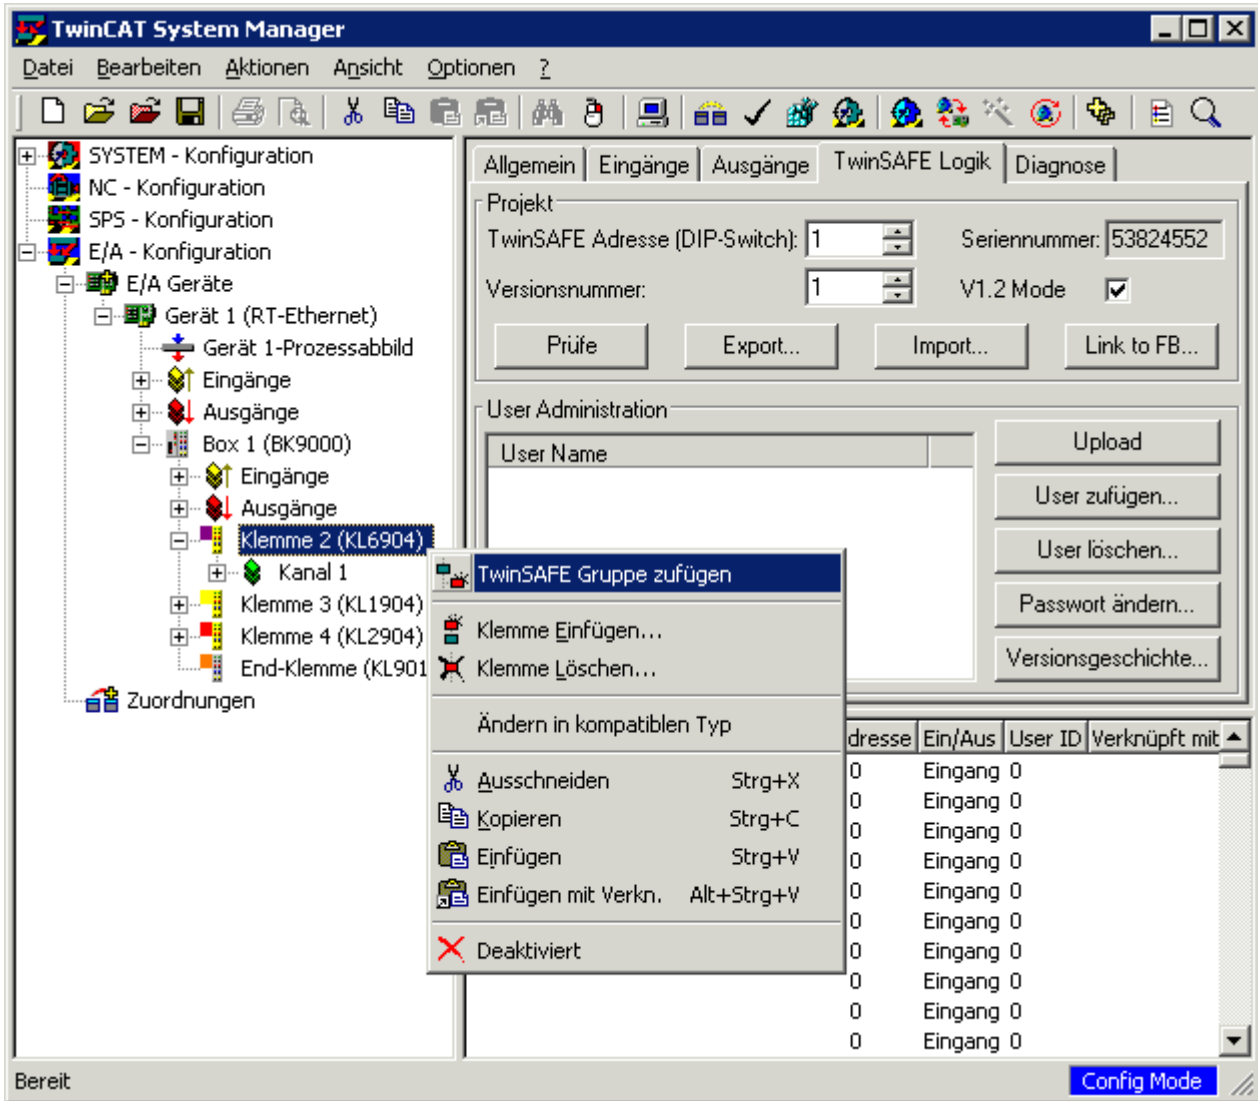 TwinCAT System Manager
Datei Bearbeiten Aktionen Ansicht Optionen ?
SYSTEM - Konfiguration
NC - Konfiguration
SPS - Konfiguration
E/A - Konfiguration
E/A Geräte
Gerät 1 (RT-Ethernet)
Gerät 1-Prozessabbild
Eingänge
Ausgänge
Box 1 (BK9000)
Eingänge
Ausgänge
Klemme 2 (KL6904)
Kanal 1
Klemme 3 (KL1904)
Klemme 4 (KL2904)
End-Klemme (KL901
Zuordnungen
Allgemein Eingänge Ausgänge TwinSAFE Logik Diagnose
Projekt
TwinSAFE Adresse (DIP-Switch): 1 Seriennummer: 53824552
Versionsnummer: 1 V1.2 Mode
Prüfe Export... Import... Link to FB...
User Administration
User Name
Upload
User zufügen...
User löschen...
Passwort ändern...
Versionsgeschichte...
TwinSAFE Gruppe zufügen
Klemme Einfügen...
Klemme Löschen...
Ändern in kompatiblen Typ
Ausschneiden Strg+X
Kopieren Strg+C
Einfügen Strg+V
Einfügen mit Verkn. Alt+Strg+V
Deaktiviert
dresse Ein/Aus User ID Verknüpft mit
0 Eingang 0
0 Eingang 0
0 Eingang 0
0 Eingang 0
0 Eingang 0
0 Eingang 0
0 Eingang 0
0 Eingang 0
0 Eingang 0
0 Eingang 0
Bereit Config Mode